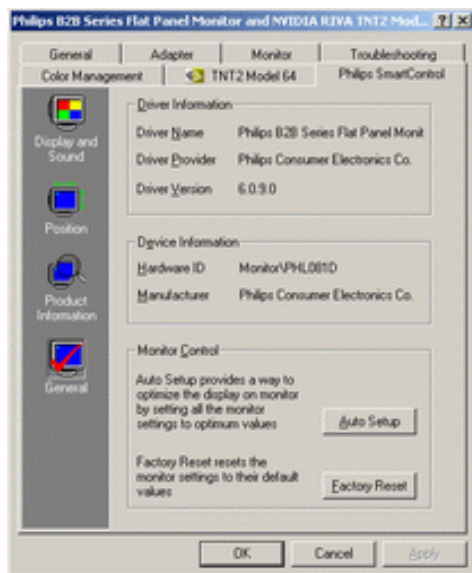 Philips B2B Series Flat Panel Monitor and NVIDIA RIVA TNT2 Mod...
General Adapter Monitor Troubleshooting
Color Management TNT2 Model 64 Philips SmartControl
Display and
Sound
Position
Product
Information
General
Driver Information
Driver Name Philips B2B Series Flat Panel Monit
Driver Provider Philips Consumer Electronics Co.
Driver Version 6.0.9.0
Device Information
Hardware ID Monitor\PHL081D
Manufacturer Philips Consumer Electronics Co.
Monitor Control
Auto Setup provides a way to
optimize the display on monitor
by setting all the monitor
settings to optimum values
Auto Setup
Factory Reset resets the
monitor settings to their default
values
Factory Reset
OK Cancel Apply